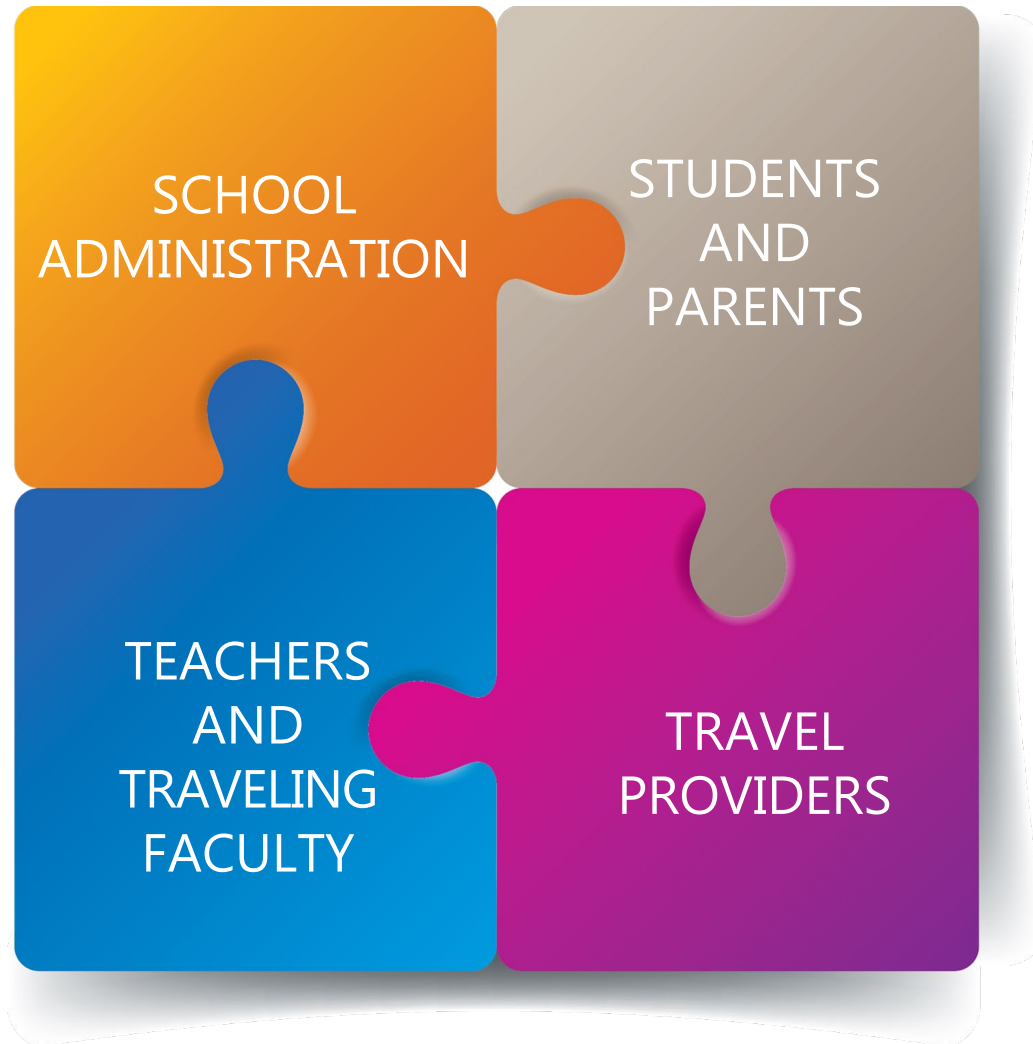 SCHOOL
ADMINISTRATION
STUDENTS
AND
PARENTS
TEACHERS
AND
TRAVELING
FACULTY
TRAVEL
PROVIDERS